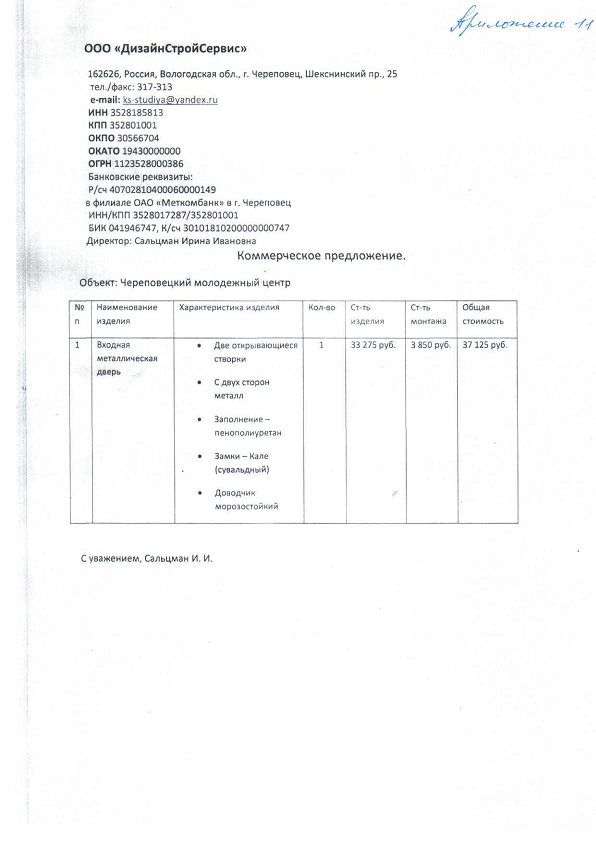 Приложение 11
ООО «ДизайнСтройСервис»
162626, Россия, Вологодская обл., г. Череповец, Шекснинский пр., 25
тел./факс: 317-313
e-mail: ks-studiya@yandex.ru
ИНН 3528185813
КПП 352801001
ОКПО 30566704
ОКАТО 19430000000
ОГРН 1123528000386
Банковские реквизиты:
Р/сч 40702810400060000149
в филиале ОАО «Меткомбанк» в г. Череповец
ИНН/КПП 3528017287/352801001
БИК 041946747, К/сч 30101810200000000747
Директор: Сальцман Ирина Ивановна
Коммерческое предложение.
Объект: Череповецкий молодежный центр
№ п Наименование изделия Характеристика изделия Кол-во Ст-ть изделия Ст-ть монтажа Общая стоимость
1 Входная металлическая дверь
• Две открывающиеся створки
• С двух сторон металл
• Заполнение – пенополиуретан
• Замки – Кале (сувальдный)
• Доводчик морозостойкий
1 33 275 руб. 3 850 руб. 37 125 руб.
С уважением, Сальцман И. И.